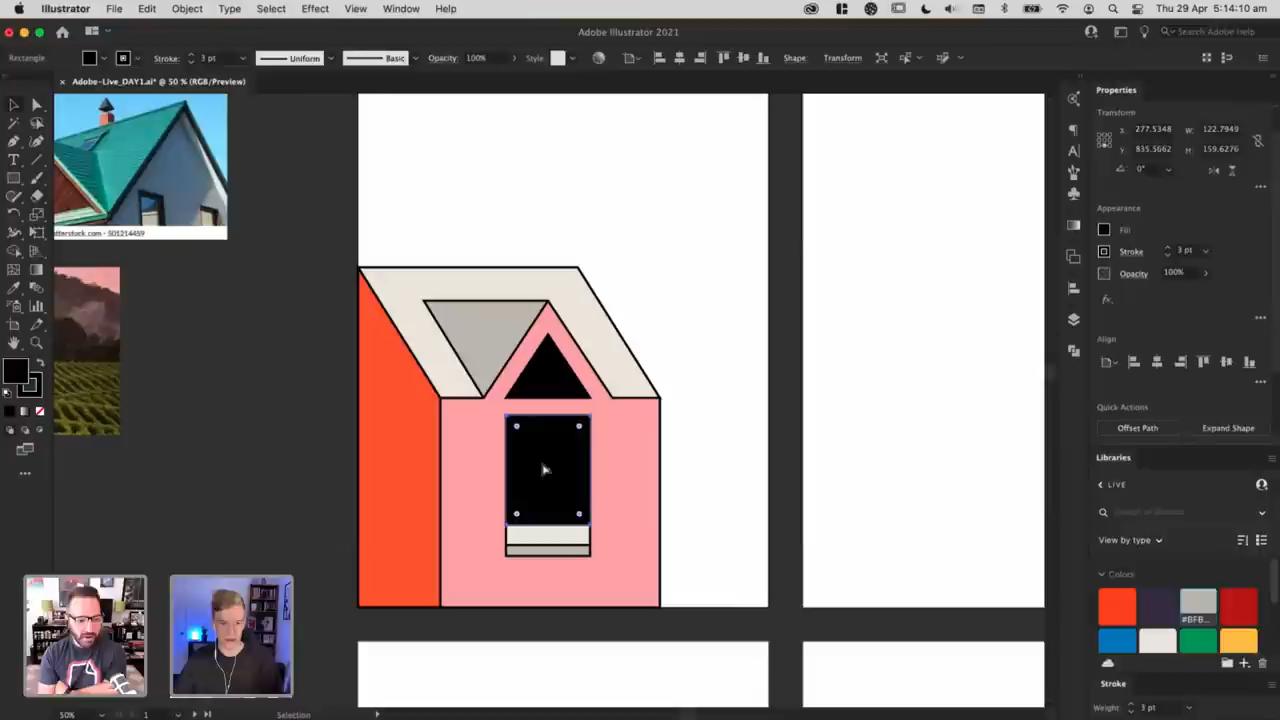 Illustrator File Edit Object Type Select Effect View Window Help Thu 29 Apr 5:14:10 am
Adobe Illustrator 2021 Search Adobe Help
Rectangle Stroke: 3 pt Uniform Basic Opacity: 100% Style Shape: Transform
× Adobe-Live_DAY1.ai* @ 50 % (RGB/Preview)
Properties
Transform
X: 277.5348 W: 122.7949
Y: 835.5662 H: 159.6276
0°
Appearance
Fill
Stroke 3 pt
Opacity 100%
fx.
Align
Quick Actions
Offset Path Expand Shape
Libraries
LIVE
View by type
Colors
#BFB...
Stroke
Weight: 3 pt
50% 1 Selection